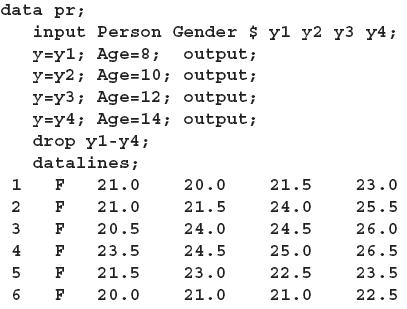 data pr;
input Person Gender $ y1 y2 y3 y4;
y=y1; Age=8; output;
y=y2; Age=10; output;
y=y3; Age=12; output;
y=y4; Age=14; output;
drop y1-y4;
datalines;
1 F 21.0 20.0 21.5 23.0
2 F 21.0 21.5 24.0 25.5
3 F 20.5 24.0 24.5 26.0
4 F 23.5 24.5 25.0 26.5
5 F 21.5 23.0 22.5 23.5
6 F 20.0 21.0 21.0 22.5